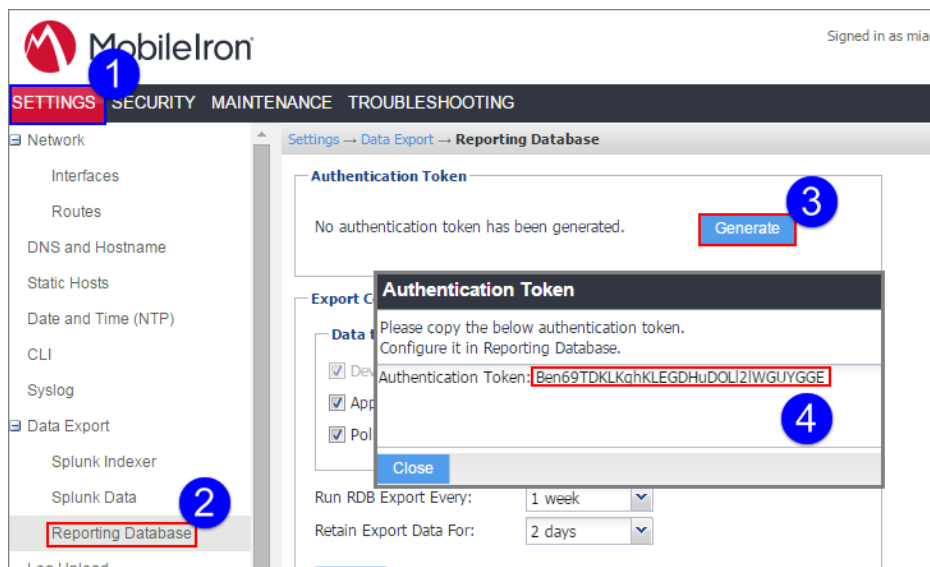 MobileIron
Signed in as mia
1
SETTINGS SECURITY MAINTENANCE TROUBLESHOOTING
Network
Interfaces
Routes
DNS and Hostname
Static Hosts
Date and Time (NTP)
CLI
Syslog
Data Export
Splunk Indexer
Splunk Data
2
Reporting Database
Settings → Data Export → Reporting Database
Authentication Token
3
No authentication token has been generated.
Generate
Export C
Data t
Dev
App
Pol
Authentication Token
Please copy the below authentication token.
Configure it in Reporting Database.
Authentication Token: Ben69TDKLKqhKLEGDHuDOLl2lWGUYGGE
4
Close
Run RDB Export Every: 1 week
Retain Export Data For: 2 days